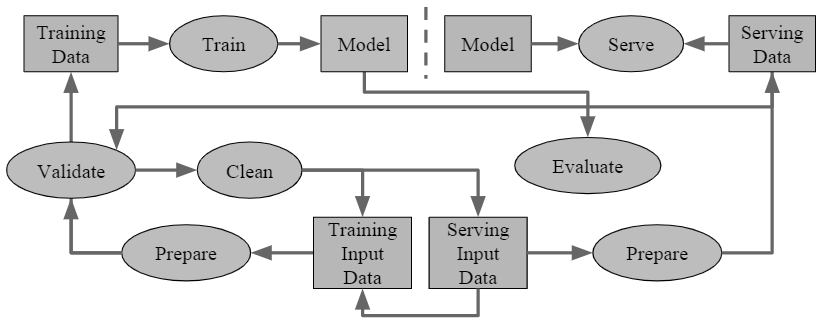 Training
Data
Train
Model
Model
Serve
Serving
Data
Validate
Clean
Evaluate
Prepare
Training
Input
Data
Serving
Input
Data
Prepare